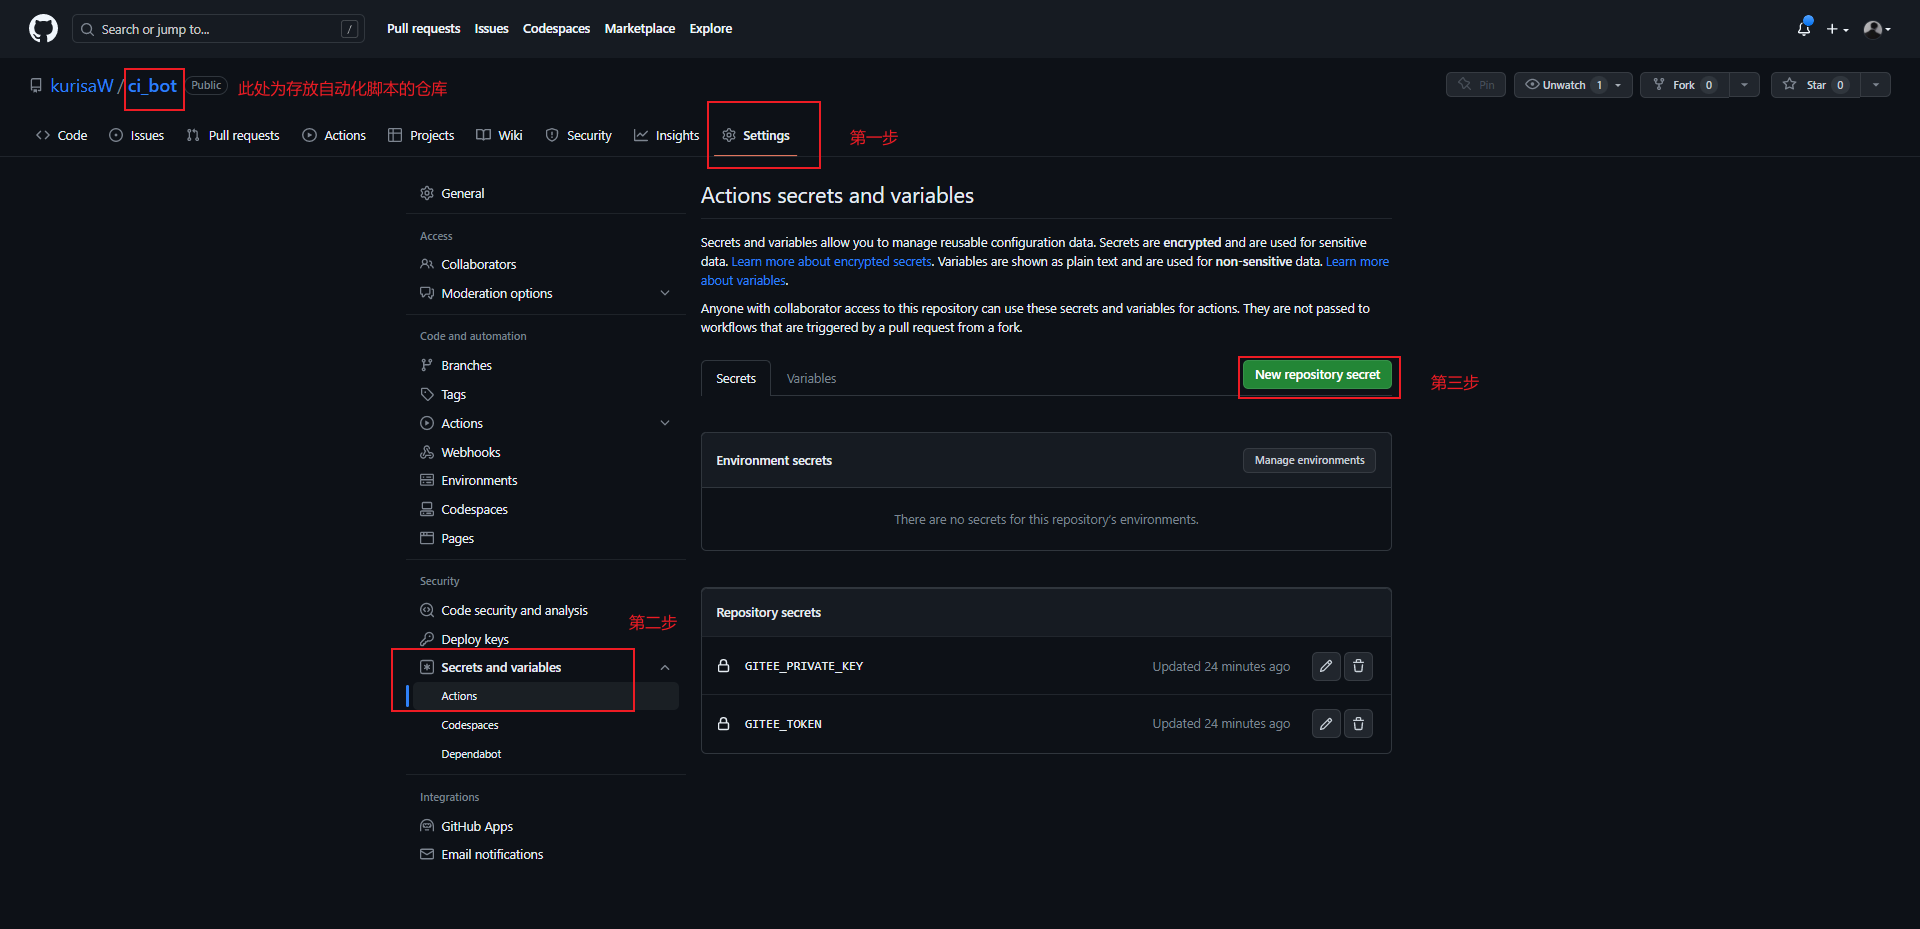 Search or jump to...
/
Pull requests
Issues
Codespaces
Marketplace
Explore
kurisaW / ci_bot
Public
此处为存放自动化脚本的仓库
Pin
Unwatch 1
Fork 0
Star 0
Code
Issues
Pull requests
Actions
Projects
Wiki
Security
Insights
Settings
第一步
General
Access
Collaborators
Moderation options
Code and automation
Branches
Tags
Actions
Webhooks
Environments
Codespaces
Pages
Security
Code security and analysis
第二步
Deploy keys
Secrets and variables
Actions
Codespaces
Dependabot
Integrations
GitHub Apps
Email notifications
Actions secrets and variables
Secrets and variables allow you to manage reusable configuration data. Secrets are encrypted and are used for sensitive
data. Learn more about encrypted secrets. Variables are shown as plain text and are used for non-sensitive data. Learn more
about variables.
Anyone with collaborator access to this repository can use these secrets and variables for actions. They are not passed to
workflows that are triggered by a pull request from a fork.
Secrets
Variables
New repository secret
第三步
Environment secrets
Manage environments
There are no secrets for this repository's environments.
Repository secrets
GITEE_PRIVATE_KEY
Updated 24 minutes ago
GITEE_TOKEN
Updated 24 minutes ago